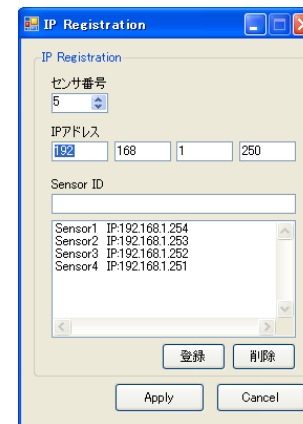 IP Registration
IP Registration
センサ番号
5
IPアドレス
192 168 1 250
Sensor ID
Sensor1 IP:192.168.1.254
Sensor2 IP:192.168.1.253
Sensor3 IP:192.168.1.252
Sensor4 IP:192.168.1.251
登録 削除
Apply Cancel